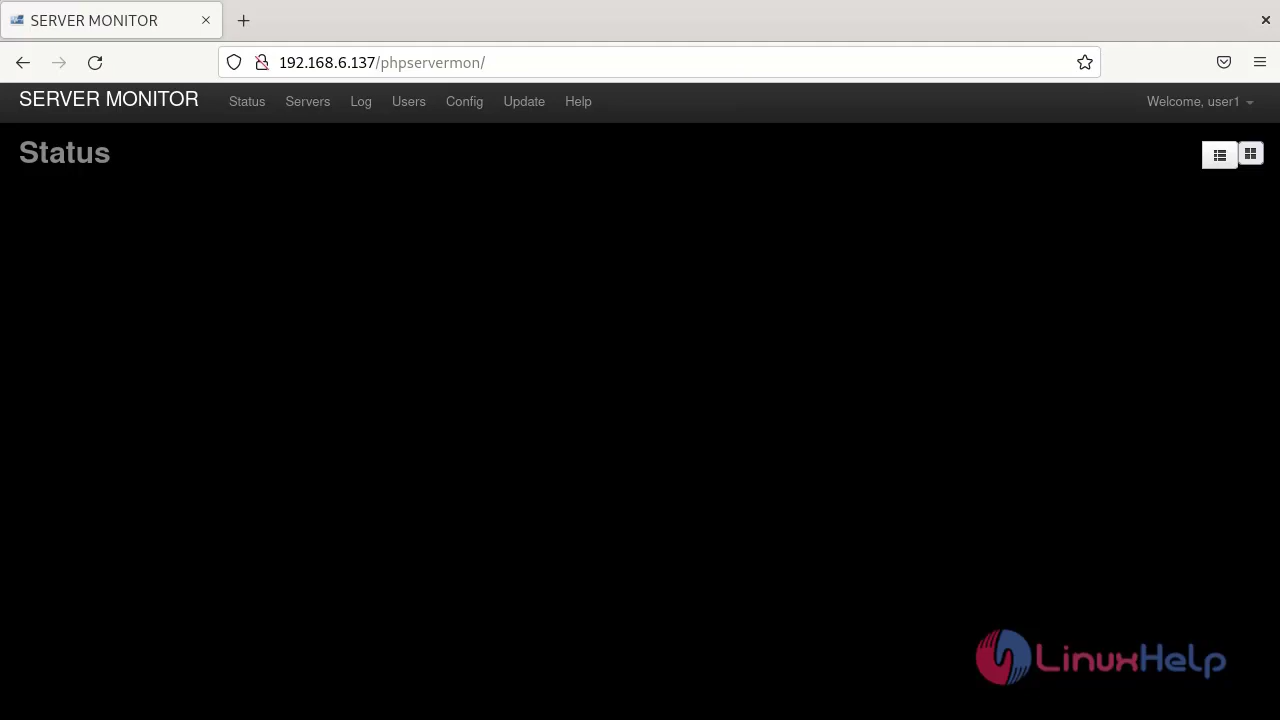 SERVER MONITOR
192.168.6.137/phpservermon/
SERVER MONITOR Status Servers Log Users Config Update Help Welcome, user1
Status
LinuxHelp